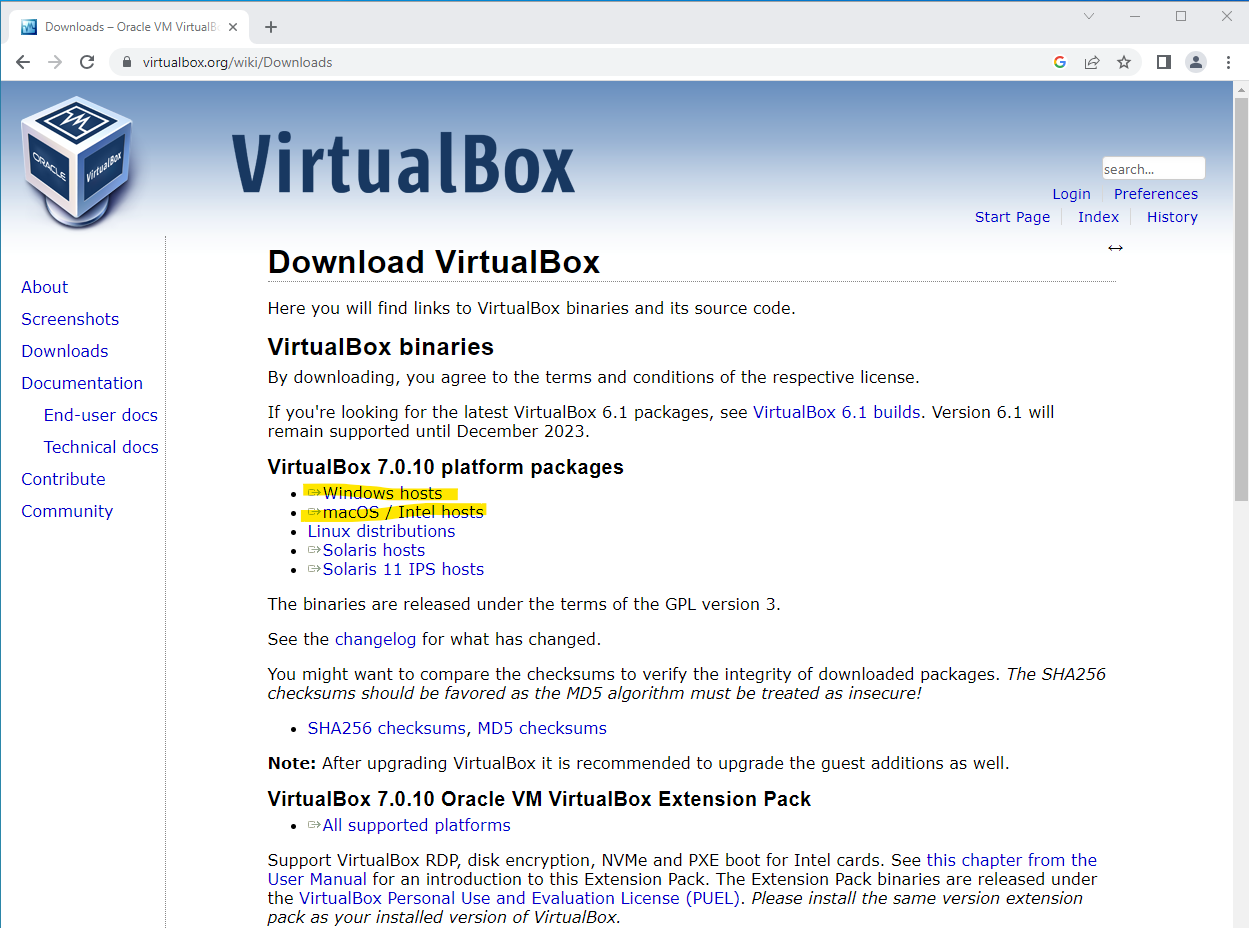 Downloads – Oracle VM VirtualB
virtualbox.org/wiki/Downloads
ORACLE
VirtualBox
VirtualBox
search...
Login
Preferences
Start Page
Index
History
About
Screenshots
Downloads
Documentation
End-user docs
Technical docs
Contribute
Community
Download VirtualBox
Here you will find links to VirtualBox binaries and its source code.
VirtualBox binaries
By downloading, you agree to the terms and conditions of the respective license.
If you're looking for the latest VirtualBox 6.1 packages, see VirtualBox 6.1 builds. Version 6.1 will
remain supported until December 2023.
VirtualBox 7.0.10 platform packages
Windows hosts
macOS / Intel hosts
Linux distributions
Solaris hosts
Solaris 11 IPS hosts
The binaries are released under the terms of the GPL version 3.
See the changelog for what has changed.
You might want to compare the checksums to verify the integrity of downloaded packages. The SHA256
checksums should be favored as the MD5 algorithm must be treated as insecure!
SHA256 checksums, MD5 checksums
Note: After upgrading VirtualBox it is recommended to upgrade the guest additions as well.
VirtualBox 7.0.10 Oracle VM VirtualBox Extension Pack
All supported platforms
Support VirtualBox RDP, disk encryption, NVMe and PXE boot for Intel cards. See this chapter from the
User Manual for an introduction to this Extension Pack. The Extension Pack binaries are released under
the VirtualBox Personal Use and Evaluation License (PUEL). Please install the same version extension
pack as your installed version of VirtualBox.